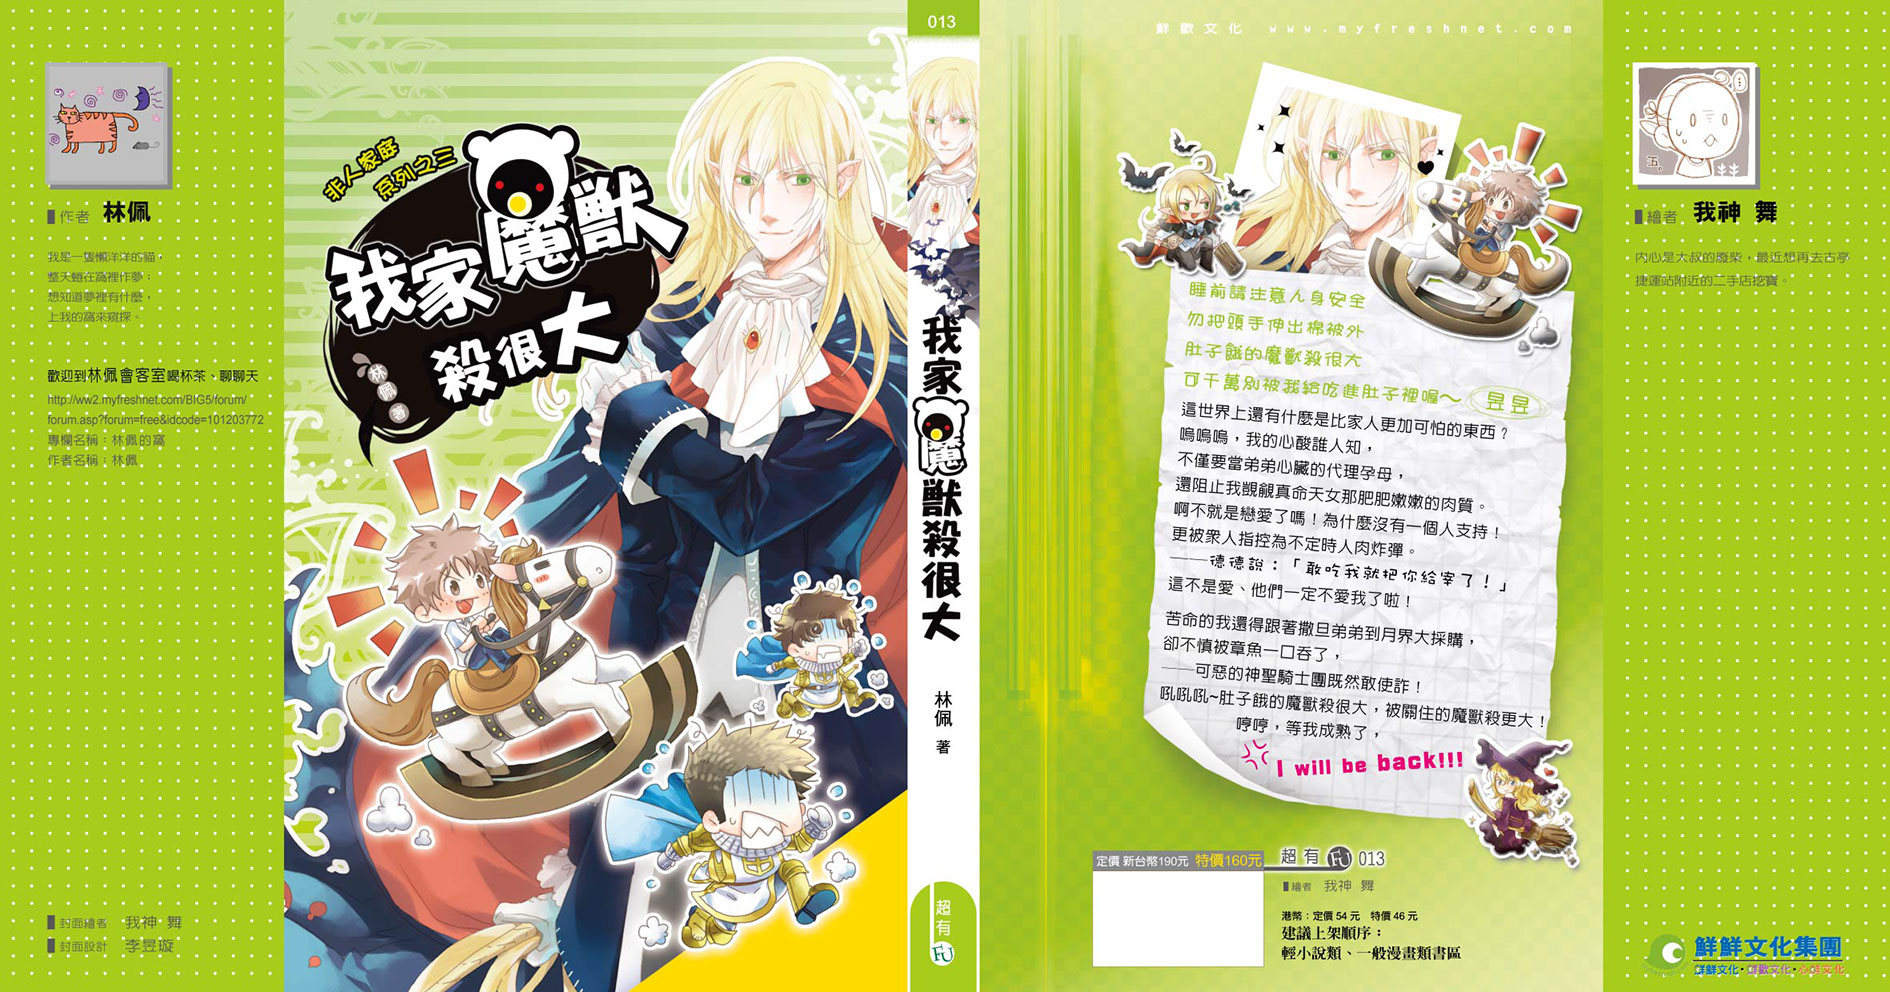 作者 林佩
我是一隻懶洋洋的貓，
整天蜷在窩裡作夢；
想知道夢裡有什麼，
上我的窩來窺探。
歡迎到林佩會客室喝杯茶、聊聊天
http://ww2.myfreshnet.com/BIG5/forum/
forum.asp?forum=free&idcode=101203772
專欄名稱：林佩的窩
作者名稱：林佩
封面繪者 我神 舞
封面設計 李昱璇
非人家庭
系列之三
我家魔獸
殺很大
林佩 著
013
我家魔獸殺很大
林佩 著
超有
FU
鮮歡文化 www.myfreshnet.com
睡前請注意人身安全
勿把頭手伸出棉被外
肚子餓的魔獸殺很大
可千萬別被我給吃進肚子裡喔～ 昱昱
這世界上還有什麼是比家人更加可怕的東西？
嗚嗚嗚，我的心酸誰人知，
不僅要當弟弟心臟的代理孕母，
還阻止我覬覦真命天女那肥肥嫩嫩的肉質。
啊不就是戀愛了嗎！為什麼沒有一個人支持！
更被眾人指控為不定時人肉炸彈。
——德德說：「敢吃我就把你給宰了！」
這不是愛、他們一定不愛我了啦！
苦命的我還得跟著撒旦弟弟到月界大採購，
卻不慎被章魚一口吞了，
——可惡的神聖騎士團既然敢使詐！
吼吼吼~肚子餓的魔獸殺很大，被關住的魔獸殺更大！
哼哼，等我成熟了，
I will be back!!!
定價 新台幣190元 特價160元
超有 FU 013
繪者 我神 舞
港幣：定價 54 元 特價 46 元
建議上架順序：
輕小說類、一般漫畫類書區
五。
繪者 我神 舞
內心是大叔的廢柴，最近想再去古亭
捷運站附近的二手店挖寶。
鮮鮮文化集團
鮮鮮文化・鮮歡文化・心鮮文化